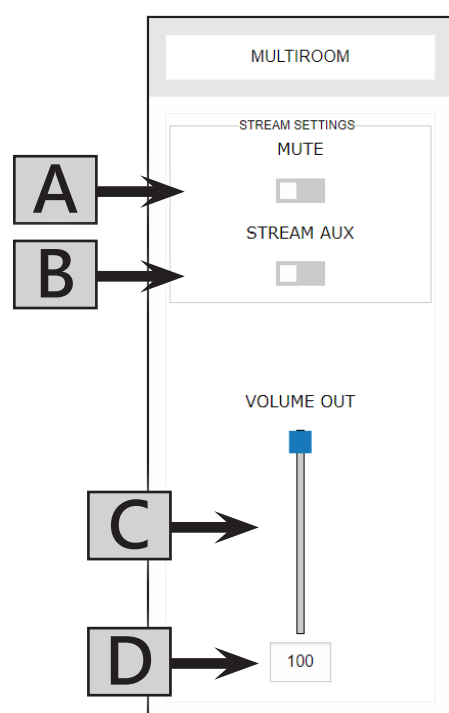 MULTIROOM
STREAM SETTINGS
MUTE
A
STREAM AUX
B
VOLUME OUT
C
D
100